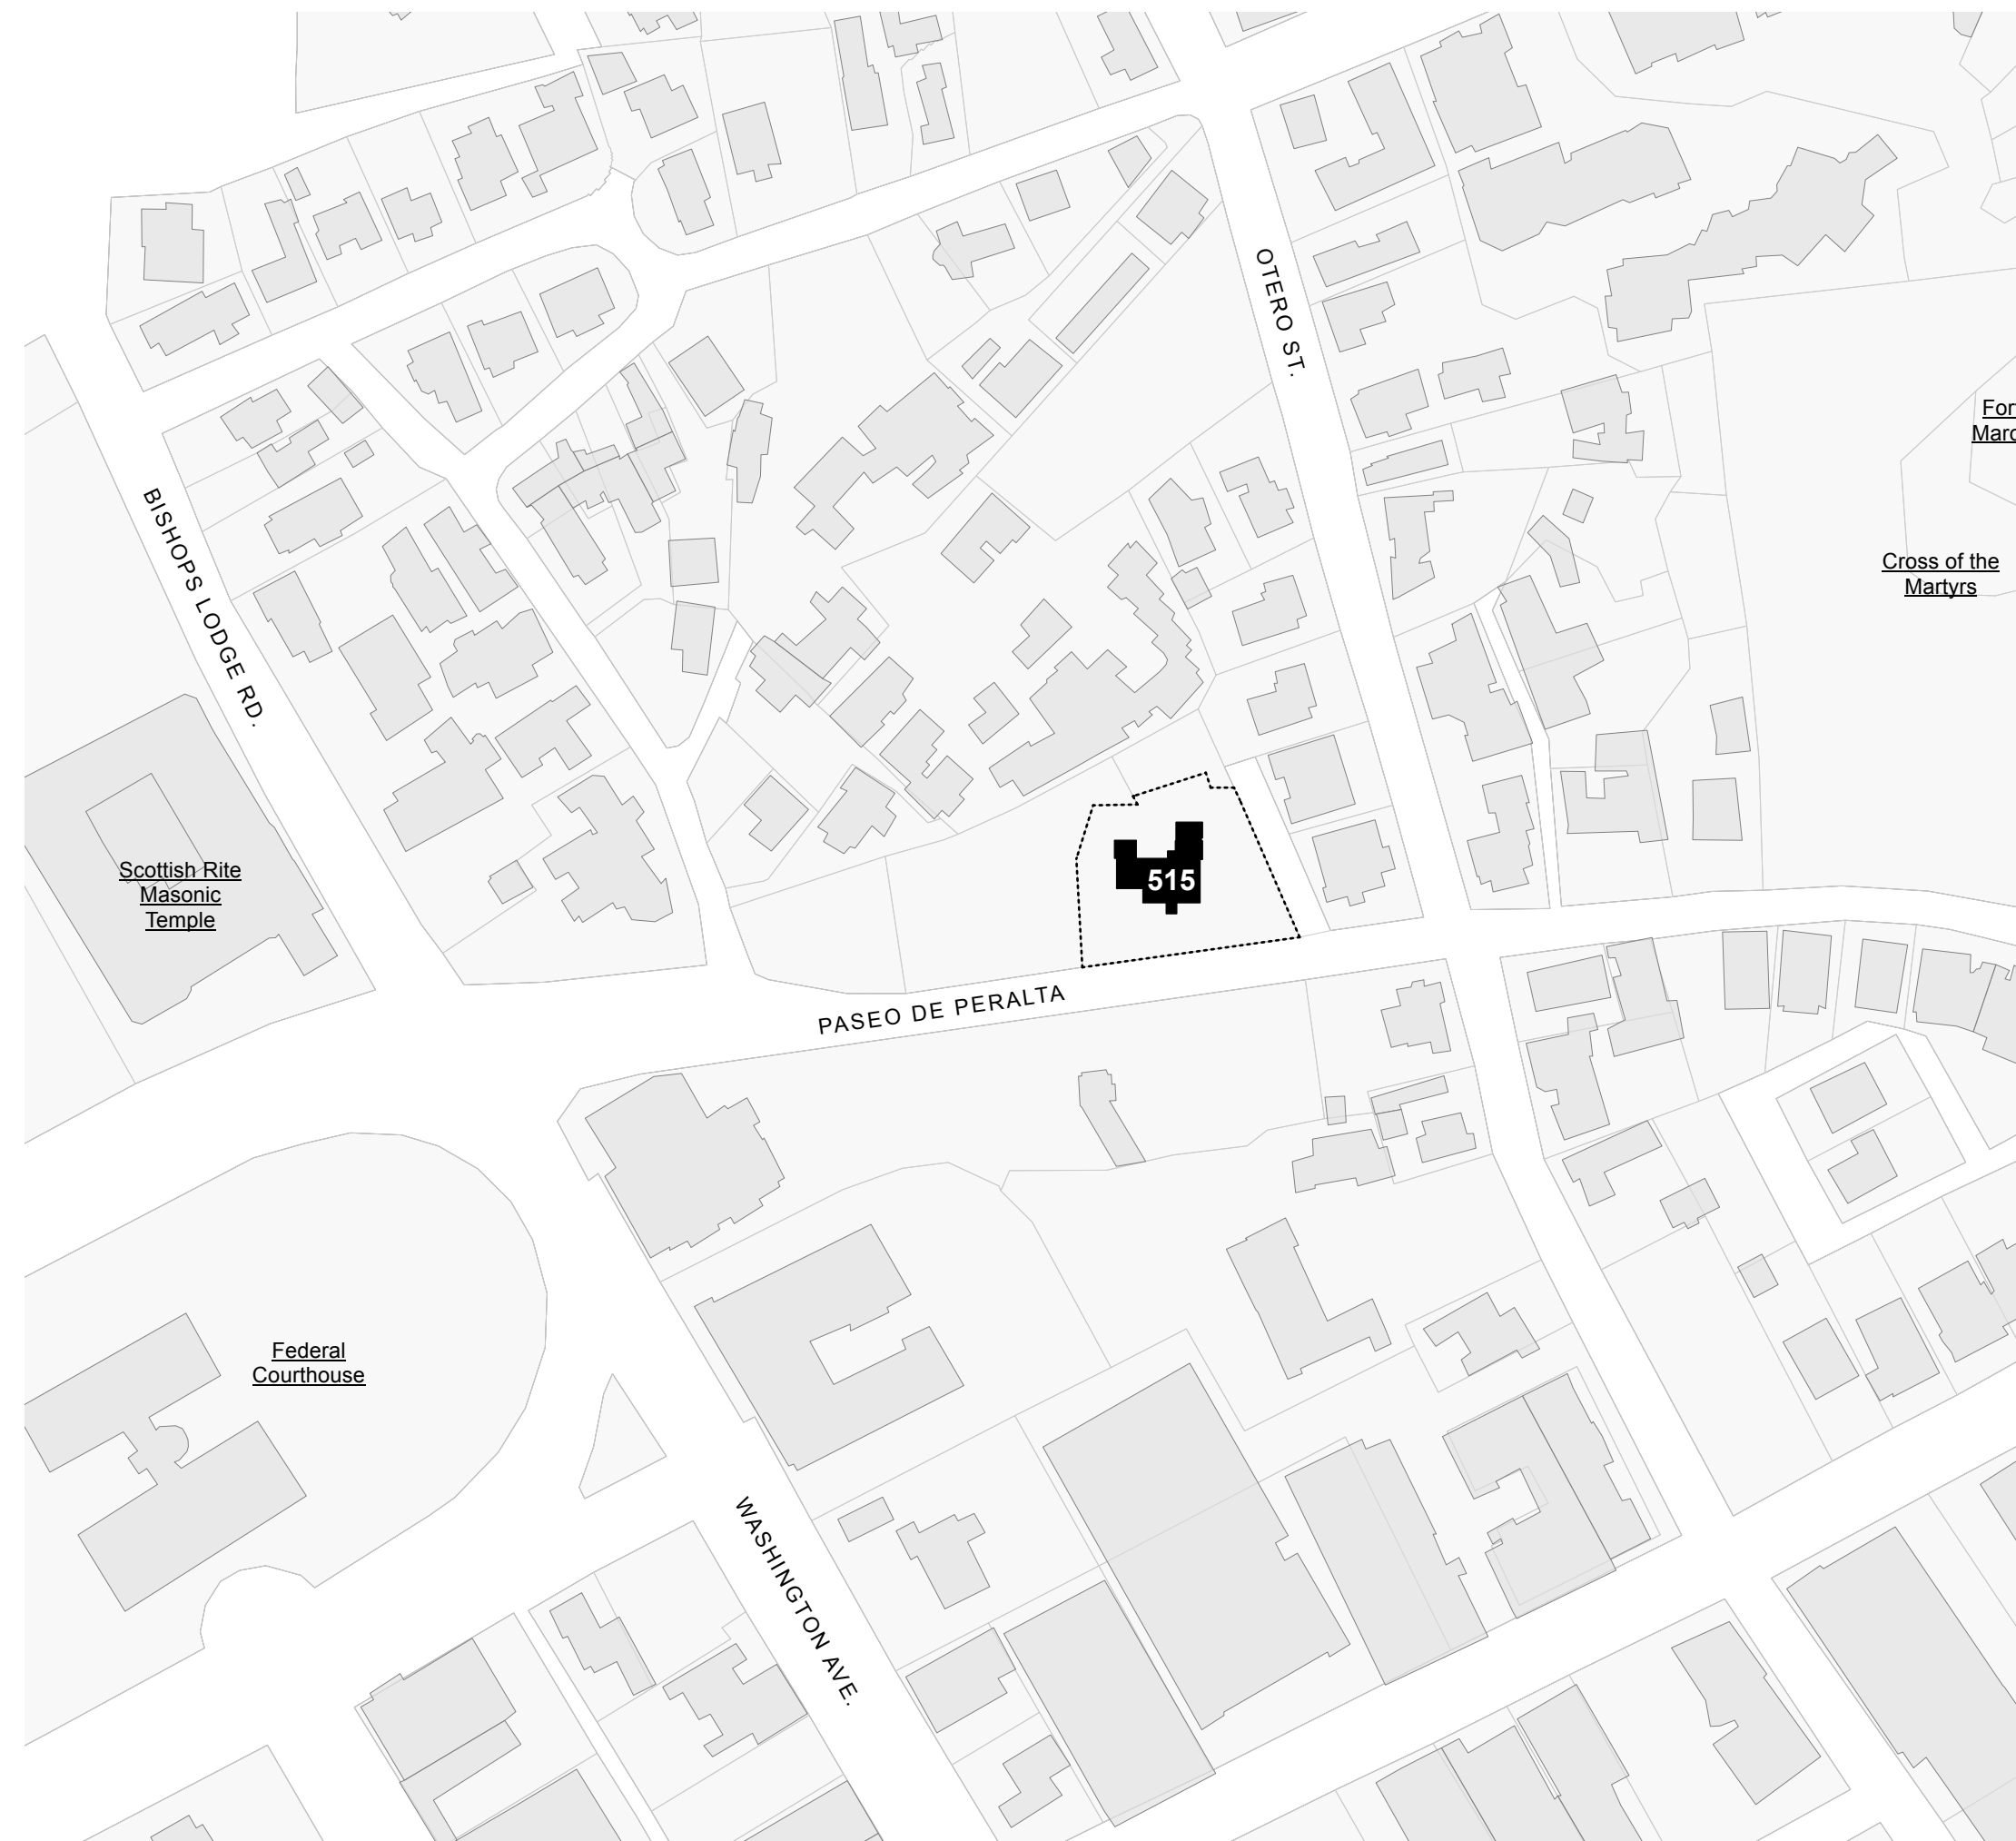 OTERO ST.
BISHOPS LODGE RD.
Cross of the
Martyrs
Scottish Rite
Masonic
Temple
515
PASEO DE PERALTA
Federal
Courthouse
WASHINGTON AVE.